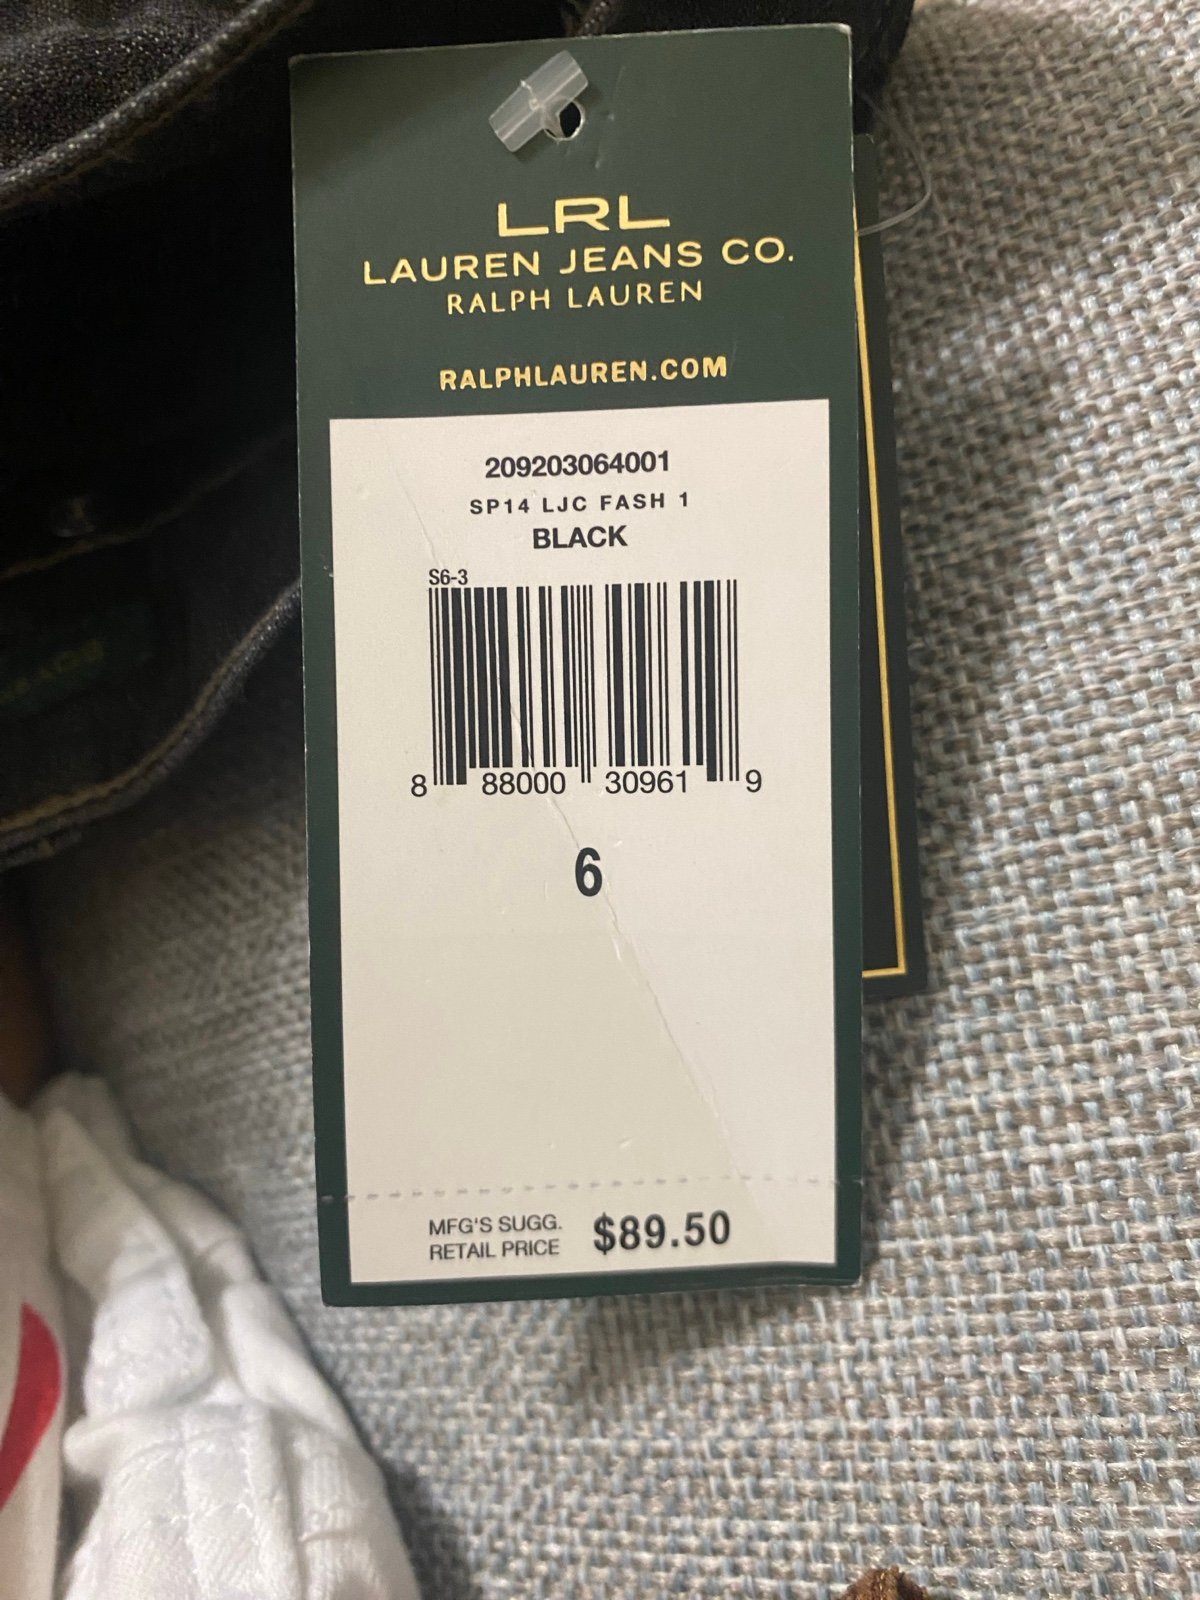 LRL
LAUREN JEANS CO.
RALPH LAUREN
RALPHLAUREN.COM
209203064001
SP14 LJC FASH 1
BLACK
S6-3
8 88000 30961 9
6
MFG'S SUGG.
RETAIL PRICE $89.50